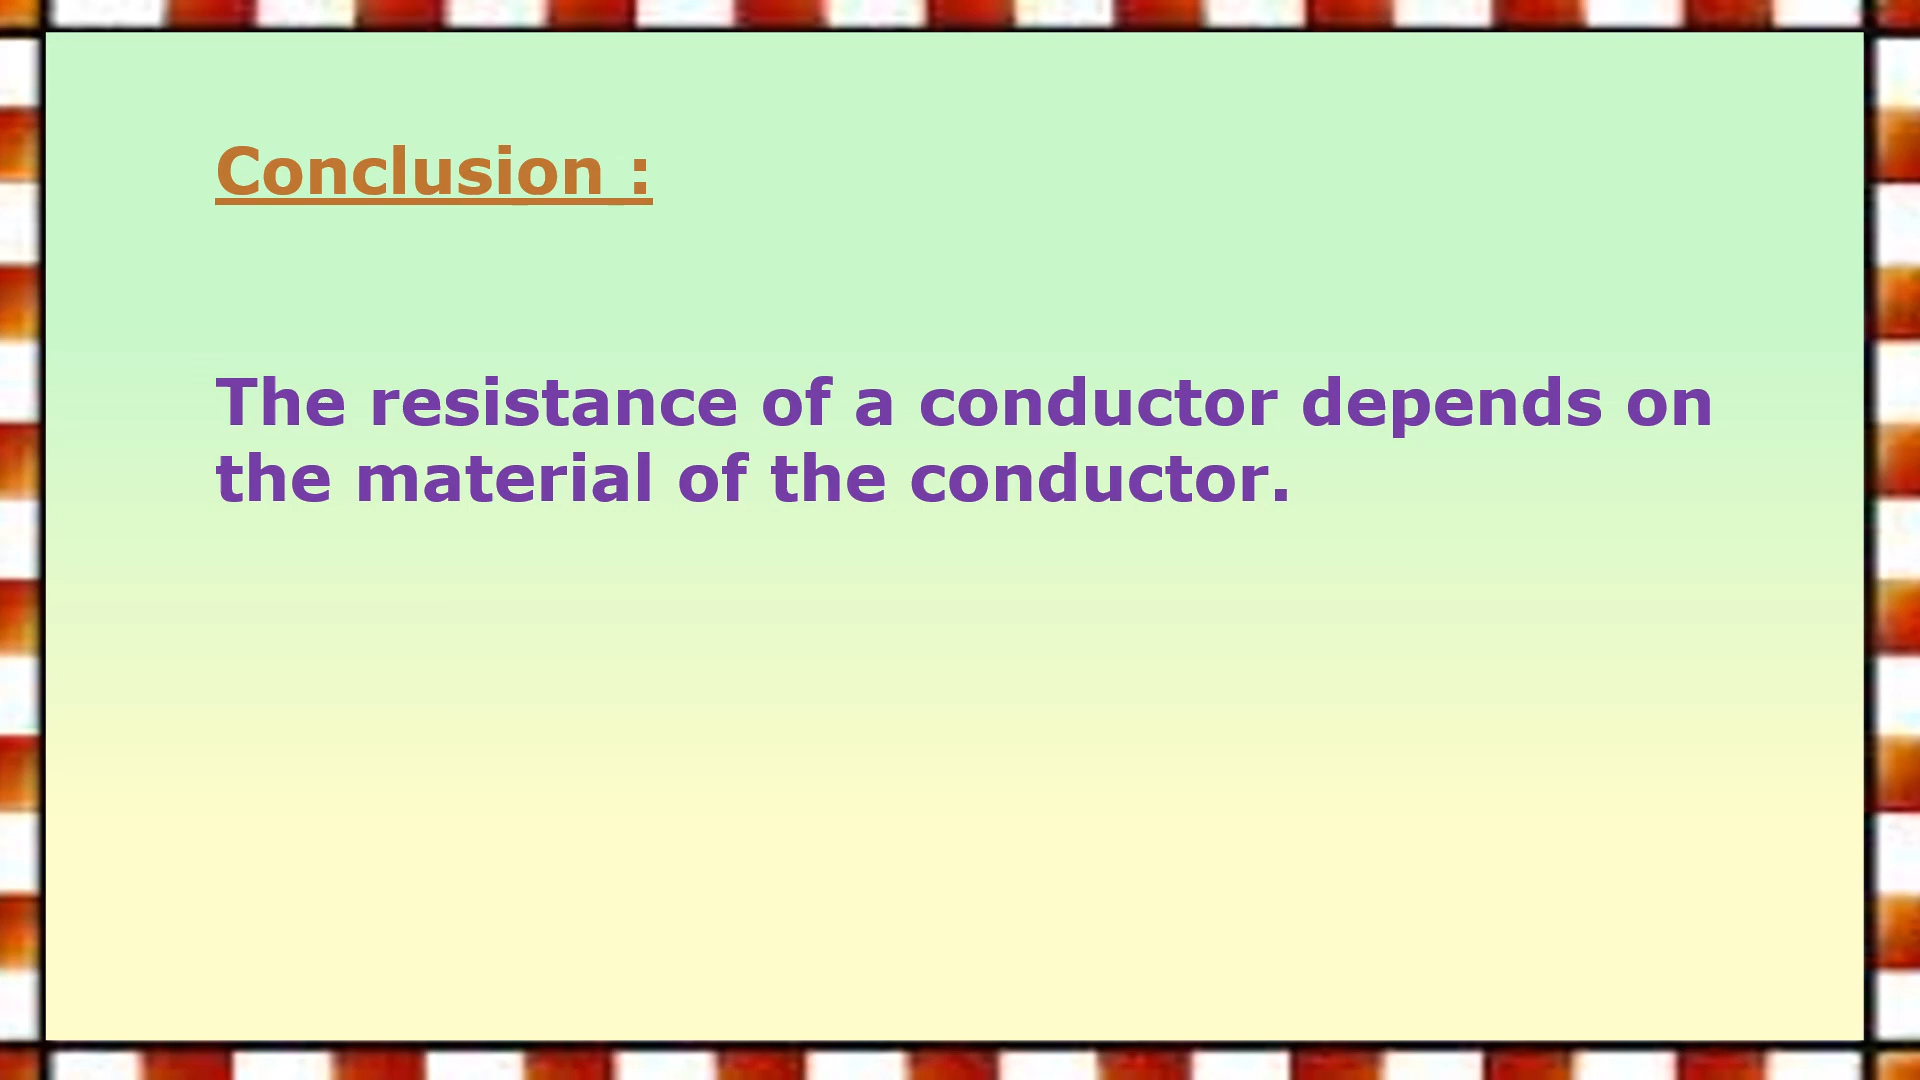 Conclusion :
The resistance of a conductor depends on
the material of the conductor.